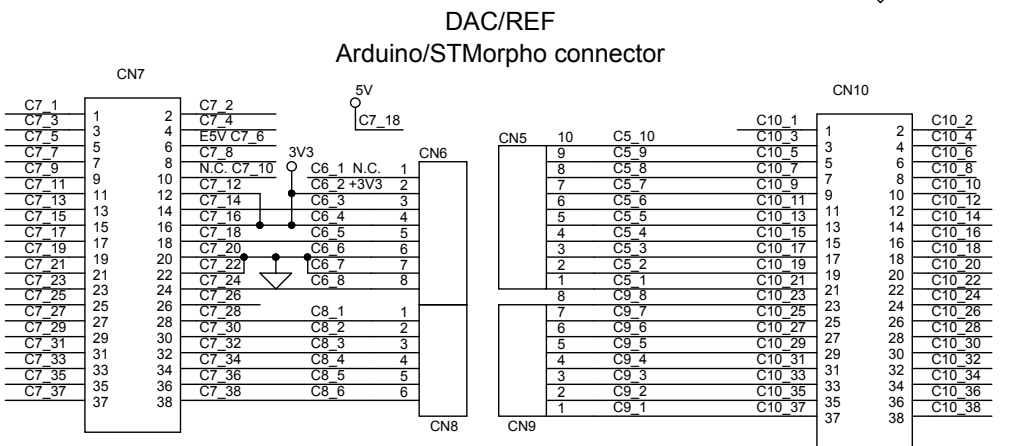 DAC/REF
Arduino/STMorpho connector
CN7
C7_1
C7_3
C7_5
C7_7
C7_9
C7_11
C7_13
C7_15
C7_17
C7_19
C7_21
C7_23
C7_25
C7_27
C7_29
C7_31
C7_33
C7_35
C7_37
1 2
3 4
5 6
7 8
9 10
11 12
13 14
15 16
17 18
19 20
21 22
23 24
25 26
27 28
29 30
31 32
33 34
35 36
37 38
C7_2
C7_4
E5V C7_6
C7_8
N.C. C7_10
C7_12
C7_14
C7_16
C7_18
C7_20
C7_22
C7_24
C7_26
C7_28
C7_30
C7_32
C7_34
C7_36
C7_38
5V
C7_18
3V3
CN6
C6_1 N.C. 1
C6_2 +3V3 2
C6_3 3
C6_4 4
C6_5 5
C6_6 6
C6_7 7
C6_8 8
C8_1 1
C8_2 2
C8_3 3
C8_4 4
C8_5 5
C8_6 6
CN8
CN5
10 C5_10
9 C5_9
8 C5_8
7 C5_7
6 C5_6
5 C5_5
4 C5_4
3 C5_3
2 C5_2
1 C5_1
8 C9_8
7 C9_7
6 C9_6
5 C9_5
4 C9_4
3 C9_3
2 C9_2
1 C9_1
CN9
CN10
C10_1
C10_3
C10_5
C10_7
C10_9
C10_11
C10_13
C10_15
C10_17
C10_19
C10_21
C10_23
C10_25
C10_27
C10_29
C10_31
C10_33
C10_35
C10_37
1 2
3 4
5 6
7 8
9 10
11 12
13 14
15 16
17 18
19 20
21 22
23 24
25 26
27 28
29 30
31 32
33 34
35 36
37 38
C10_2
C10_4
C10_6
C10_8
C10_10
C10_12
C10_14
C10_16
C10_18
C10_20
C10_22
C10_24
C10_26
C10_28
C10_30
C10_32
C10_34
C10_36
C10_38